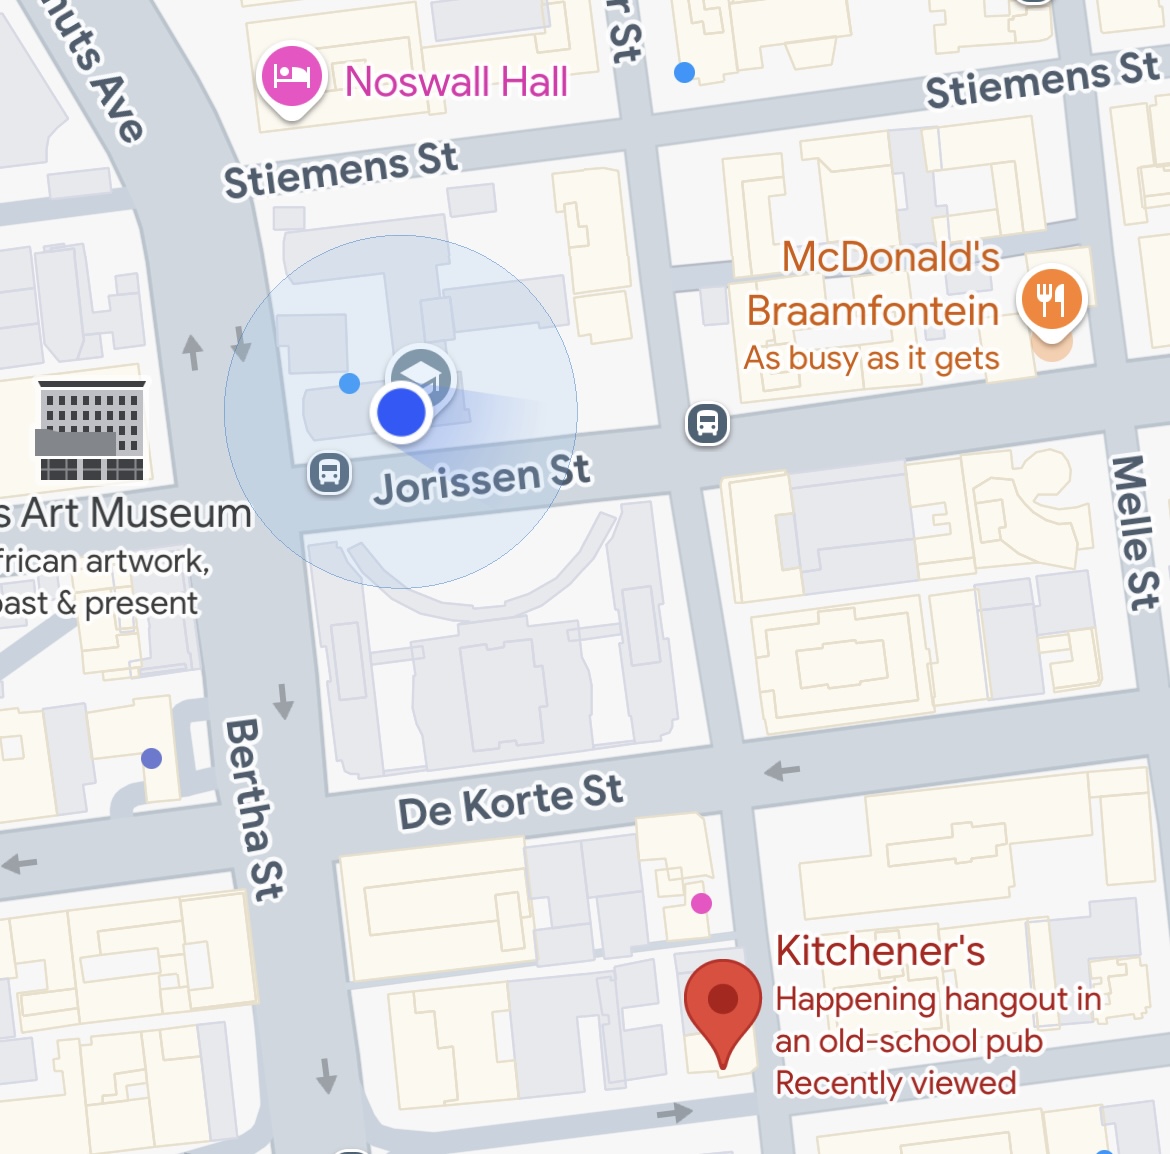 nuts Ave
r St
Noswall Hall
Stiemens St
Stiemens St
McDonald's
Braamfontein
As busy as it gets
Jorissen St
s Art Museum
frican artwork,
past & present
Melle St
Bertha St
De Korte St
Kitchener's
Happening hangout in
an old-school pub
Recently viewed